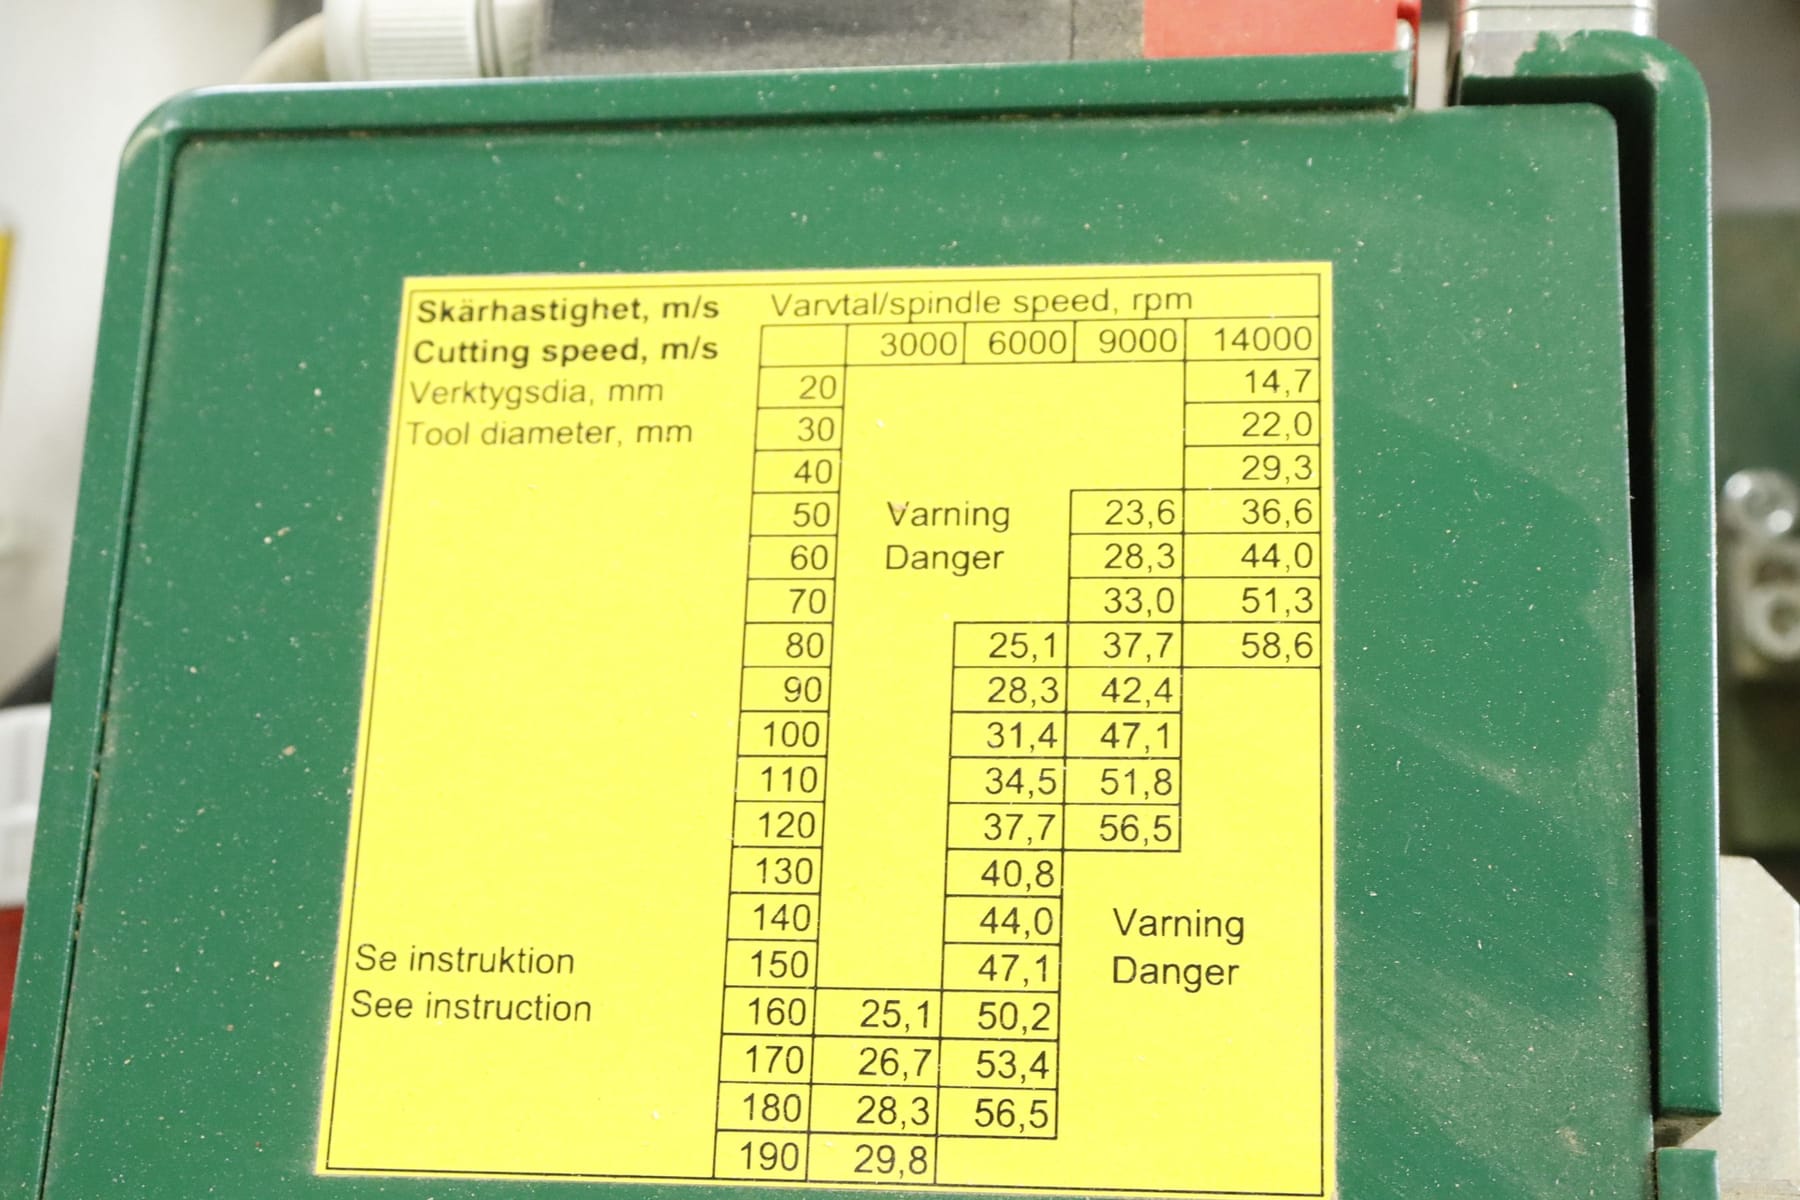 Skärhastighet, m/s Varvtal/spindle speed, rpm
Cutting speed, m/s 3000 6000 9000 14000
Verktygsdia, mm 20 14,7
Tool diameter, mm 30 22,0
40 29,3
50 Varning 23,6 36,6
60 Danger 28,3 44,0
70 33,0 51,3
80 25,1 37,7 58,6
90 28,3 42,4
100 31,4 47,1
110 34,5 51,8
120 37,7 56,5
130 40,8
140 44,0 Varning
Se instruktion 150 47,1 Danger
See instruction 160 25,1 50,2
170 26,7 53,4
180 28,3 56,5
190 29,8